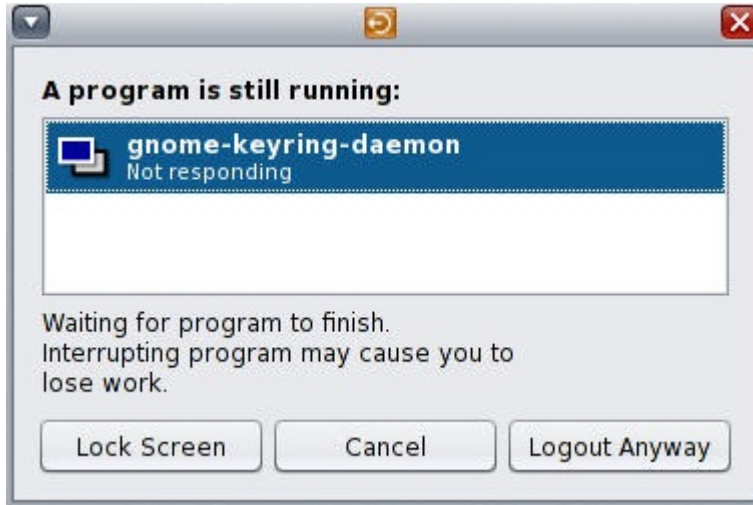 A program is still running:
gnome-keyring-daemon
Not responding
Waiting for program to finish.
Interrupting program may cause you to
lose work.
Lock Screen
Cancel
Logout Anyway